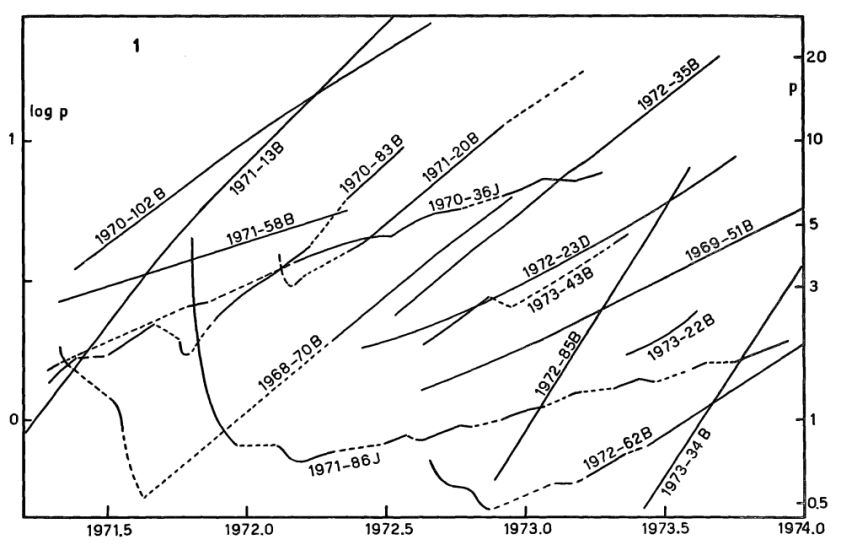 1
20
log p
p
1
10
1972-35B
1970-83B
1971-20B
1971-13B
1970-36J
1970-102B
1971-58B
5
1969-51B
1972-23D
1973-43B
3
1968-70B
1973-22B
1972-85B
0
1
1972-62B
1971-86J
1973-34B
0.5
1971.5
1972.0
1972.5
1973.0
1973.5
1974.0